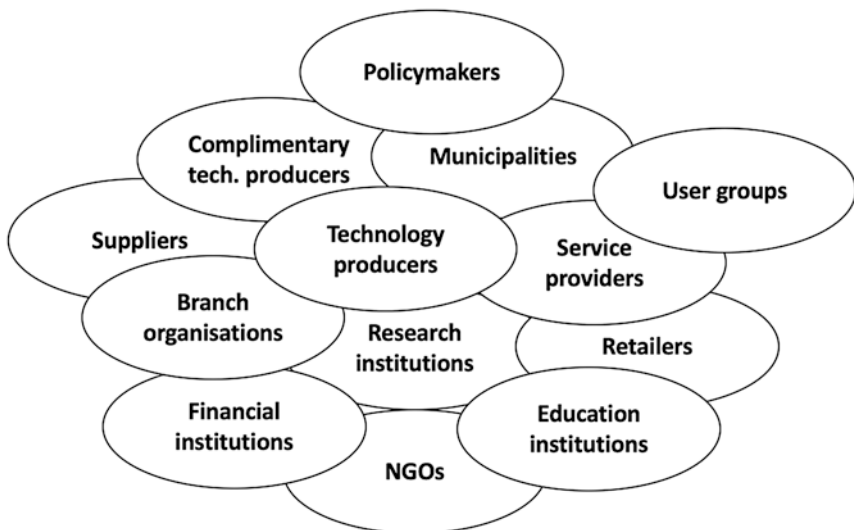 Policymakers
Complimentary
tech. producers
Municipalities
User groups
Suppliers
Technology
producers
Service
providers
Branch
organisations
Research
institutions
Retailers
Financial
institutions
Education
institutions
NGOs